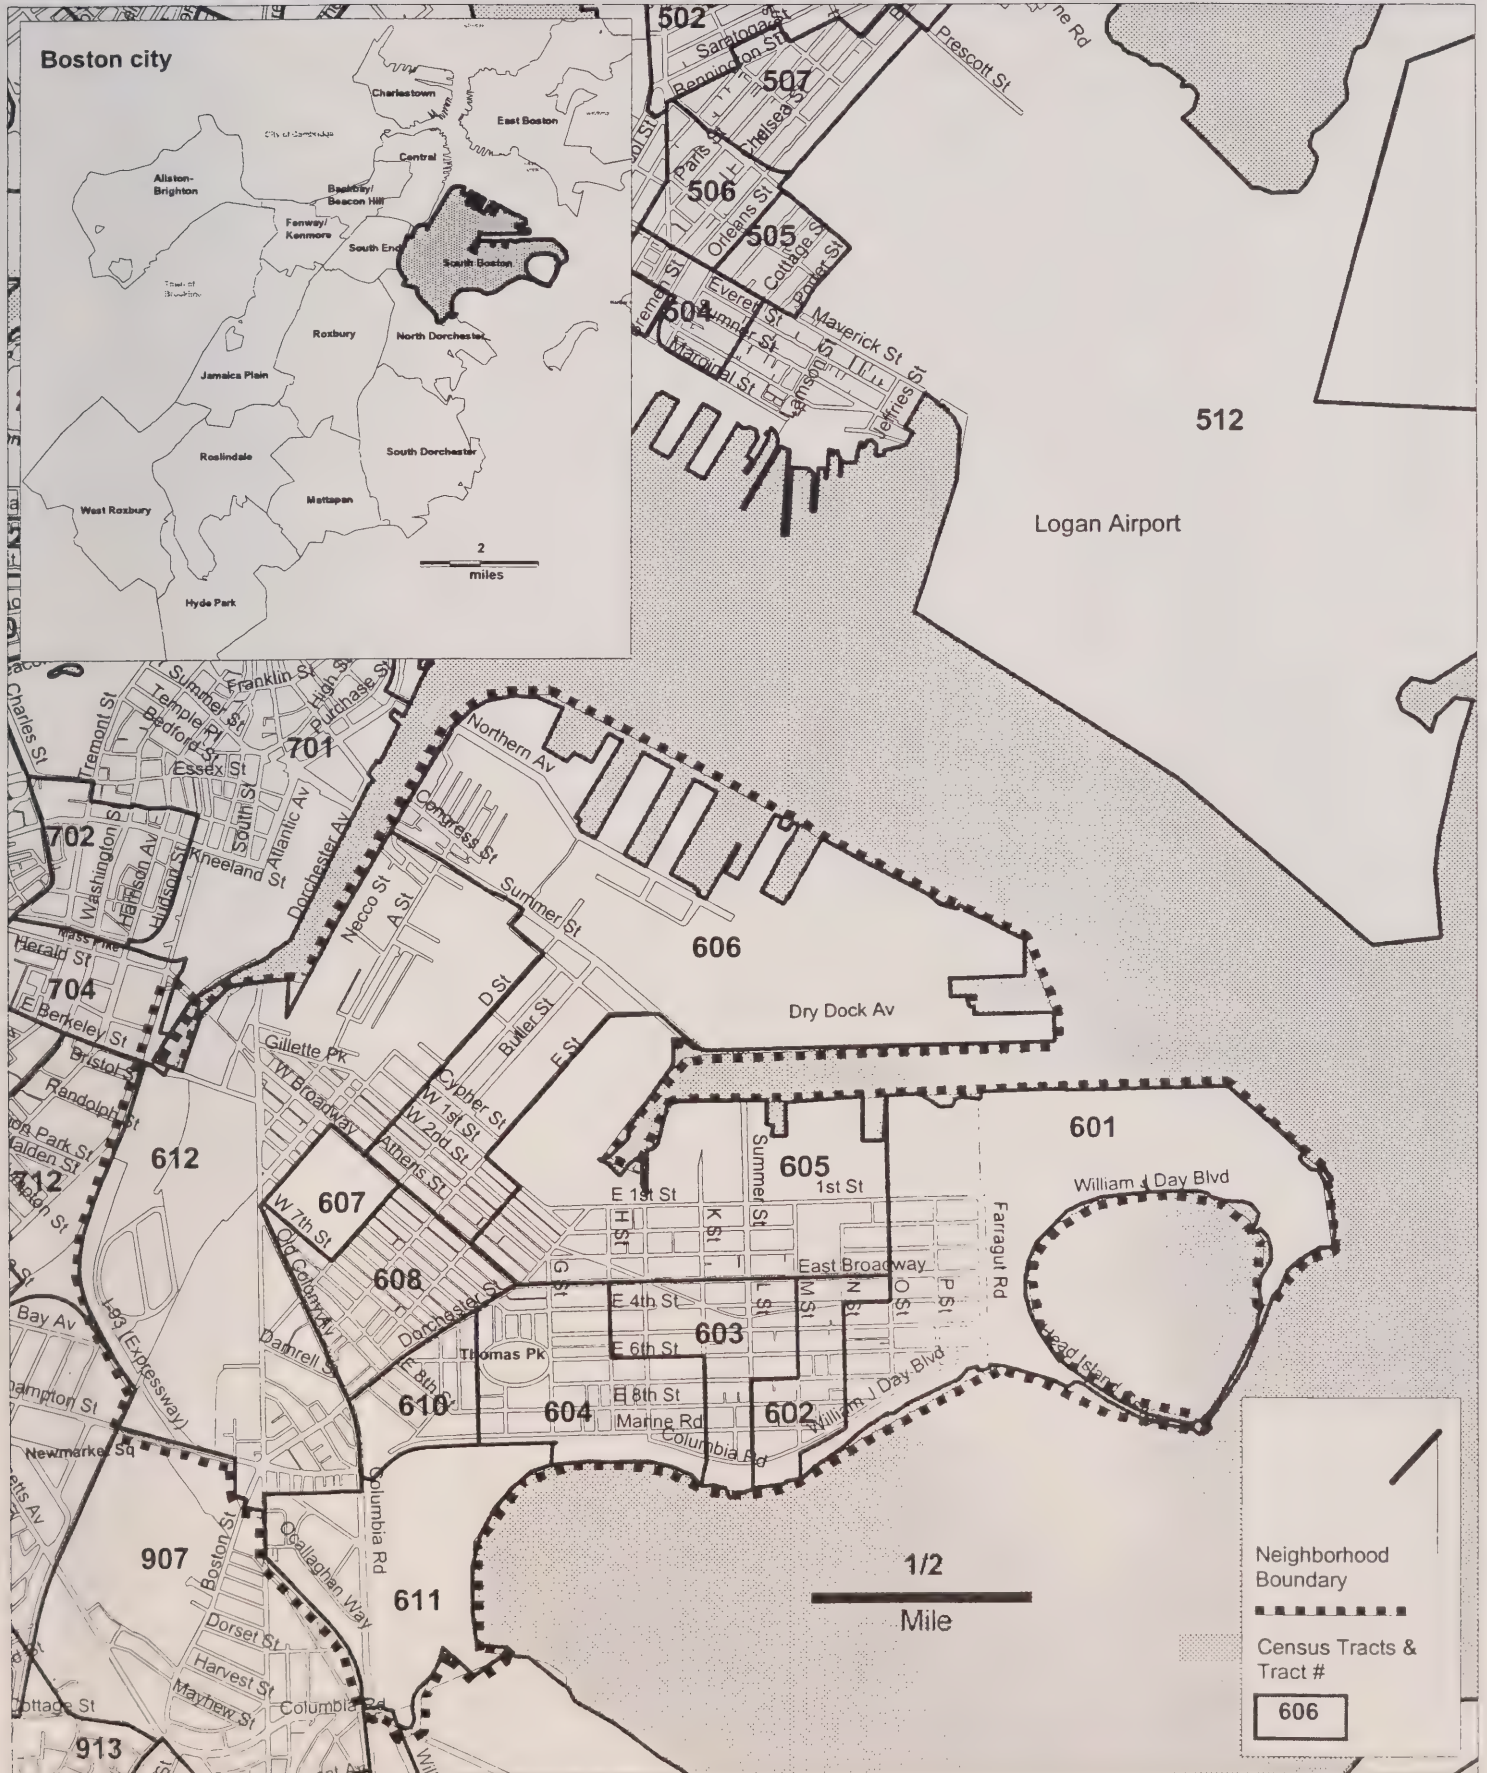 Boston city
Charlestown
East Boston
City of Cambridge
Central
Allston-
Brighton
Backbay/
Beacon Hill
Fenway/
Kenmore
South End
South Boston
Town of
Brookline
Roxbury
North Dorchester
Jamaica Plain
Roslindale
South Dorchester
Mattapan
West Roxbury
Hyde Park
2
miles
502
Saratoga St
Bennington St
507
Prescott St
Chelsea St
Paris St
506
Orleans St
505
Cottage St
Porter St
Everett St
504
Sumner St
Maverick St
Marginal St
Lamson St
Jeffries St
512
Logan Airport
Charles St
Tremont St
Summer St
Temple Pl
Bedford St
Franklin St
High St
Purchase St
Essex St
701
702
Washington St
Harrison Av
Hudson St
South St
Kneeland St
Atlantic Av
Dorchester Av
Mass Pike
Herald St
704
E Berkeley St
Bristol St
Randolph St
Northern Av
Congress St
Necco St
A St
Summer St
606
D St
Butler St
E St
Dry Dock Av
Gillette Pk
W Broadway
Cypher St
W 1st St
W 2nd St
Athens St
612
607
W 7th St
Old Colony Av
608
Dorchester St
G St
E 1st St
H St
K St
Summer St
605
1st St
601
William J Day Blvd
Farragut Rd
East Broadway
E 4th St
L St
M St
N St
O St
P St
603
E 6th St
Thomas Pk
Damrell St
E 8th St
610
604
E 8th St
Marine Rd
Columbia Rd
602
William J Day Blvd
Head Island
Bay Av
I-93 (Expressway)
Newmarket Sq
Columbia Rd
907
Boston St
Ocallaghan Way
611
Dorset St
Harvest St
Mayhew St
Columbia Rd
Cottage St
913
1/2
Mile
Neighborhood
Boundary
Census Tracts &
Tract #
606